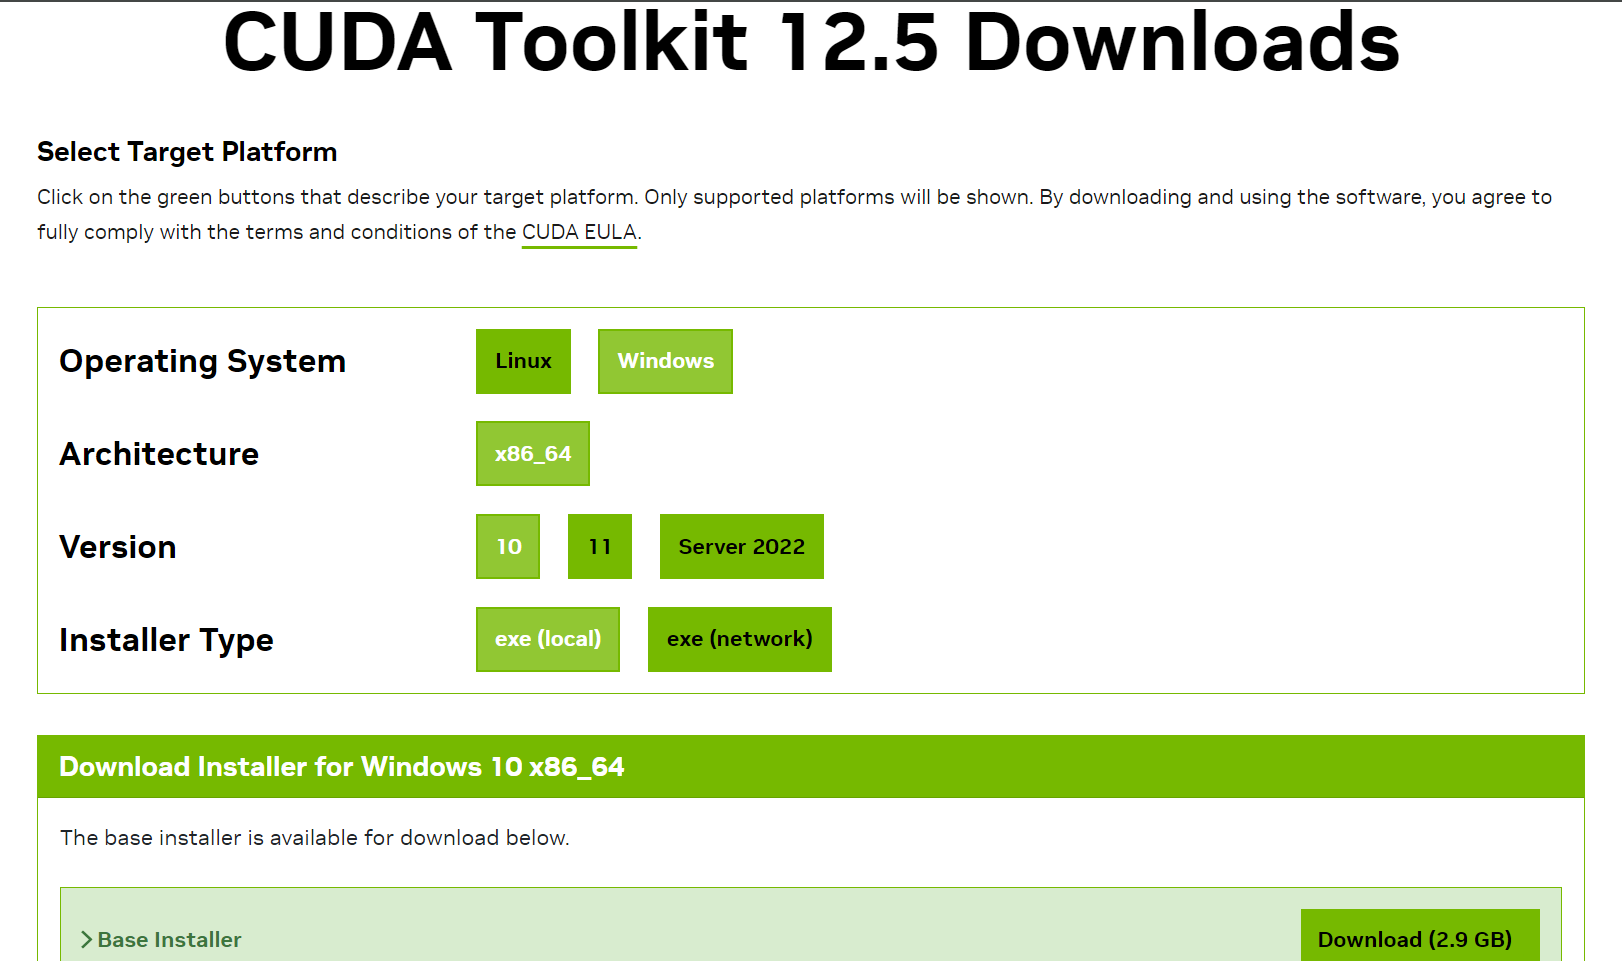 CUDA Toolkit 12.5 Downloads
Select Target Platform
Click on the green buttons that describe your target platform. Only supported platforms will be shown. By downloading and using the software, you agree to
fully comply with the terms and conditions of the CUDA EULA.
Operating System Linux Windows
Architecture x86_64
Version 10 11 Server 2022
Installer Type exe (local) exe (network)
Download Installer for Windows 10 x86_64
The base installer is available for download below.
Base Installer Download (2.9 GB)